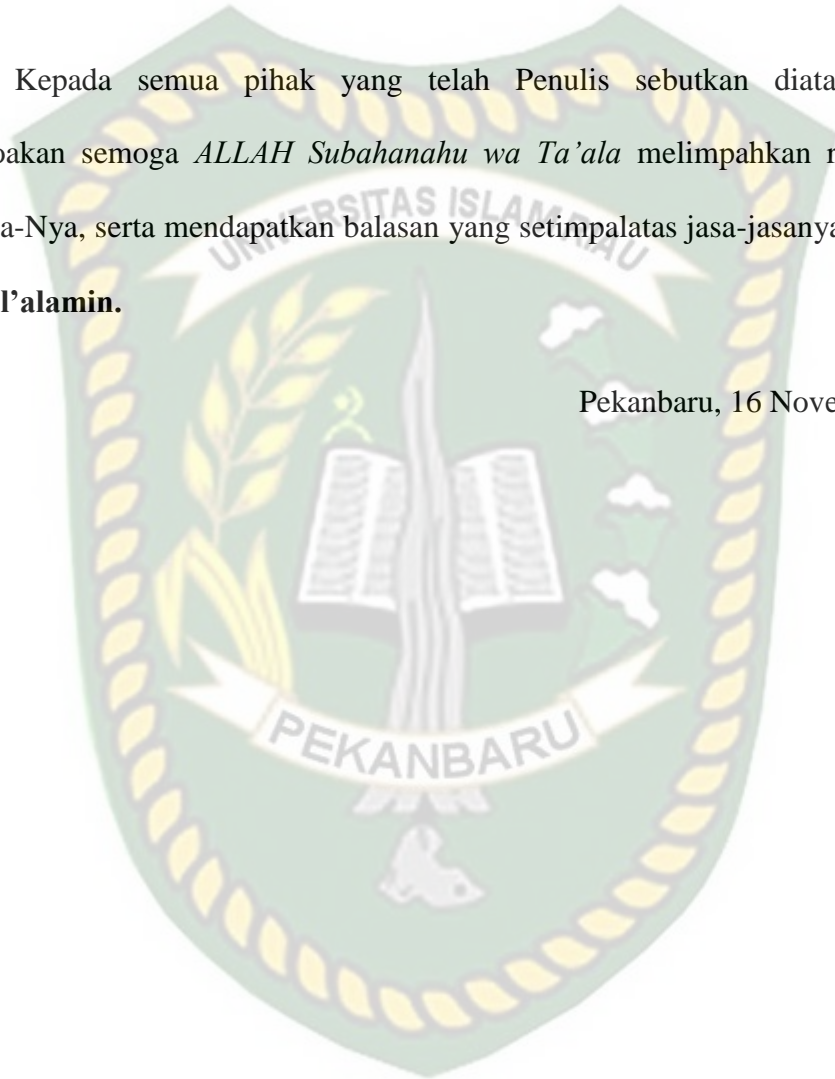 Kepada semua pihak yang telah Penulis sebutkan diata
oakan semoga ALLAH Subahanahu wa Ta’ala melimpahkan r
a-Nya, serta mendapatkan balasan yang setimpalatas jasa-jasanya
l’alamin.
UNIVERSITAS ISLAM RIAU
Pekanbaru, 16 Nove
PEKANBARU